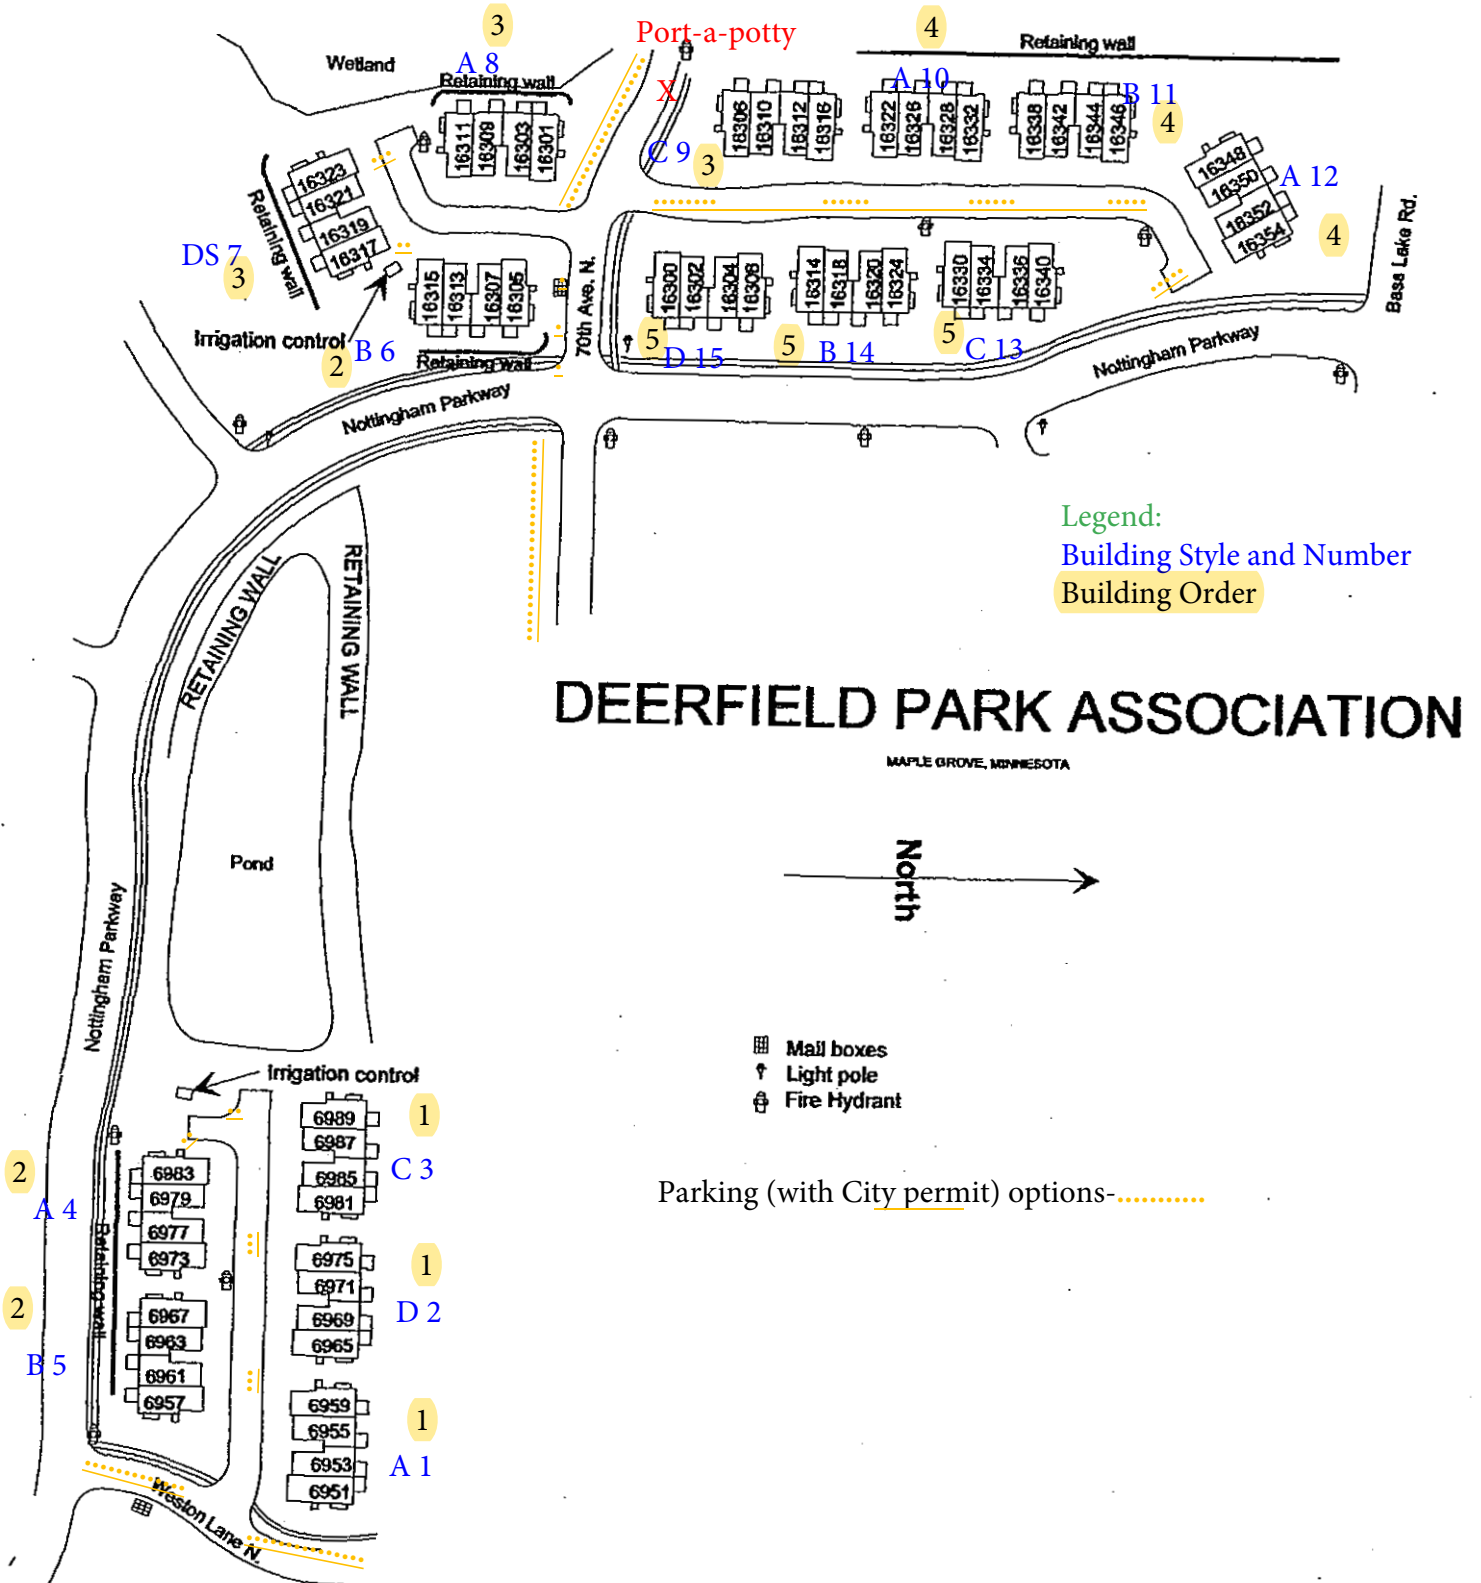 3
Port-a-potty
4
Retaining wall
Wetland
A 8
Retaining wall
X
A 10
B 11
4
16311
16309
16303
16301
16306
16310
16312
16316
16322
16326
16328
16332
16338
16342
16344
16346
C 9
3
16348
16350
16352
16354
A 12
4
16323
16321
16319
16317
Retaining wall
DS 7
3
16315
16313
16307
16305
70th Ave. N.
16300
16302
16304
16308
16314
16318
16320
16324
16330
16334
16336
16340
Bass Lake Rd.
Irrigation control
B 6
2
Retaining wall
5
D 15
5
B 14
5
C 13
Nottingham Parkway
Nottingham Parkway
Legend:
Building Style and Number
Building Order
RETAINING WALL
RETAINING WALL
DEERFIELD PARK ASSOCIATION
MAPLE GROVE, MINNESOTA
Pond
North
Nottingham Parkway
Mail boxes
Light pole
Fire Hydrant
Irrigation control
1
6989
6987
6985
6981
C 3
2
A 4
6983
6979
6977
6973
Retaining wall
Parking (with City permit) options-
1
6975
6971
6969
6965
D 2
2
B 5
6967
6963
6961
6957
1
6959
6955
6953
6951
A 1
Weston Lane N.